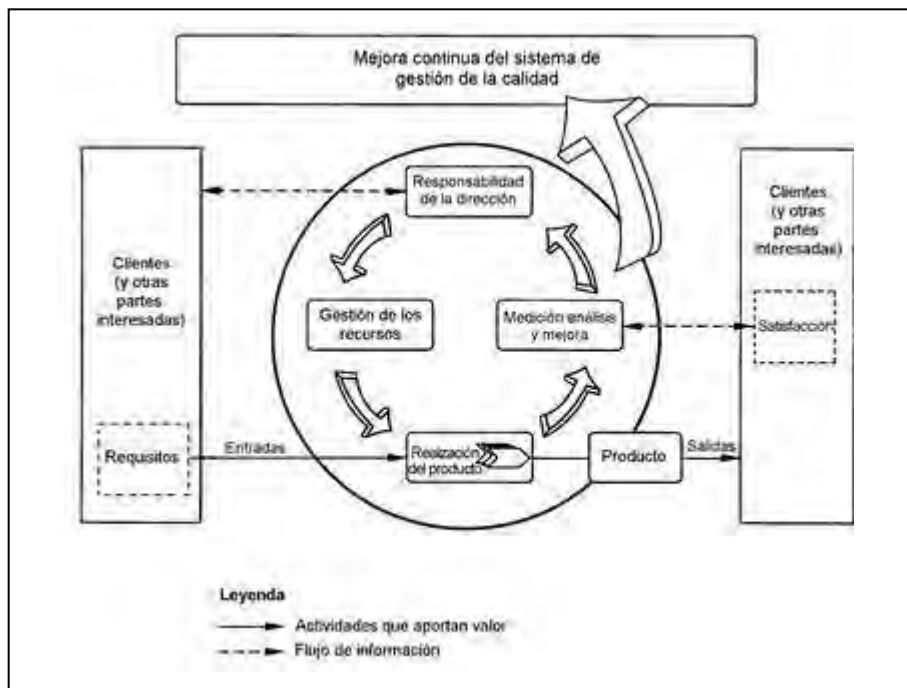 Mejora continua del sistema de
gestión de la calidad
Responsabilidad
de la dirección
Clientes
(y otras
partes
interesadas)
Clientes
(y otras
partes
interesadas)
Gestión de los
recursos
Medición análisis
y mejora
Satisfacción
Requisitos
Entradas
Realización
del producto
Producto
Salidas
Leyenda
Actividades que aportan valor
Flujo de información